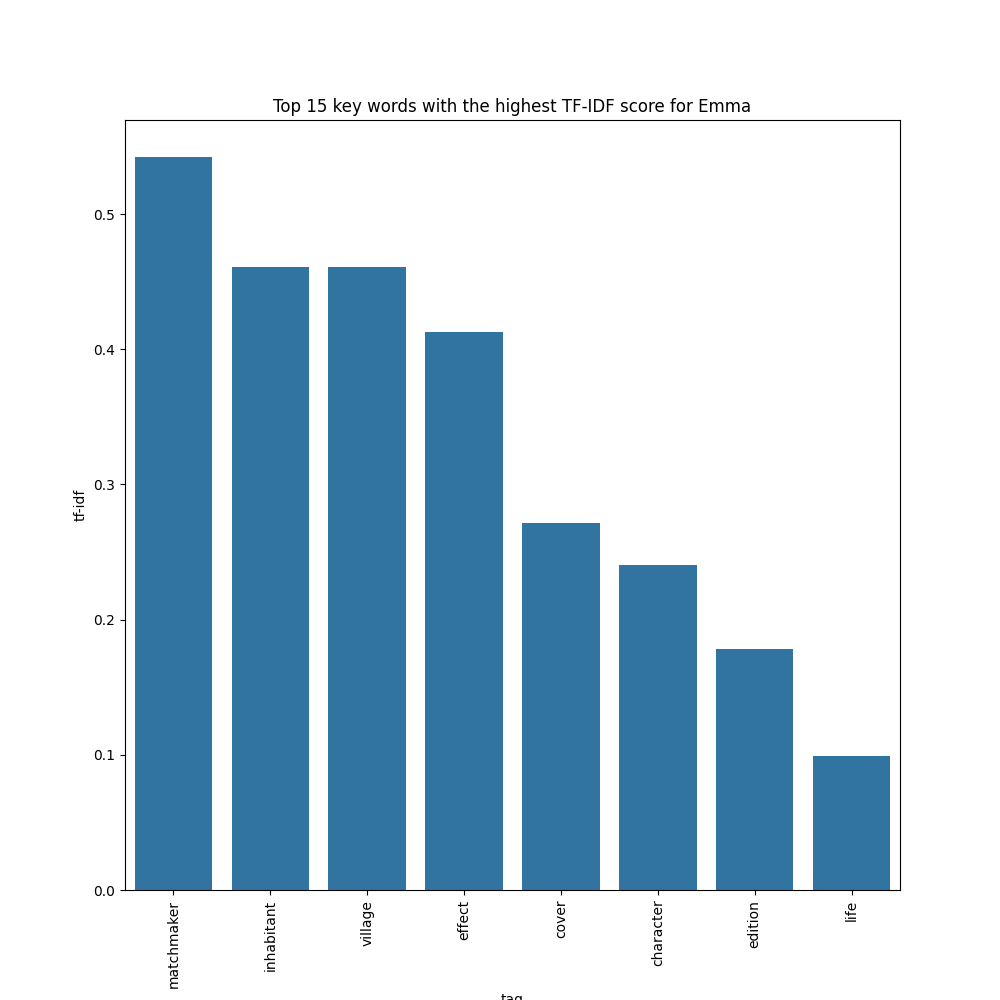 Top 15 key words with the highest TF-IDF score for Emma
0.5
0.4
0.3
0.2
0.1
0.0
tf-idf
matchmaker
inhabitant
village
effect
cover
character
edition
life
tag